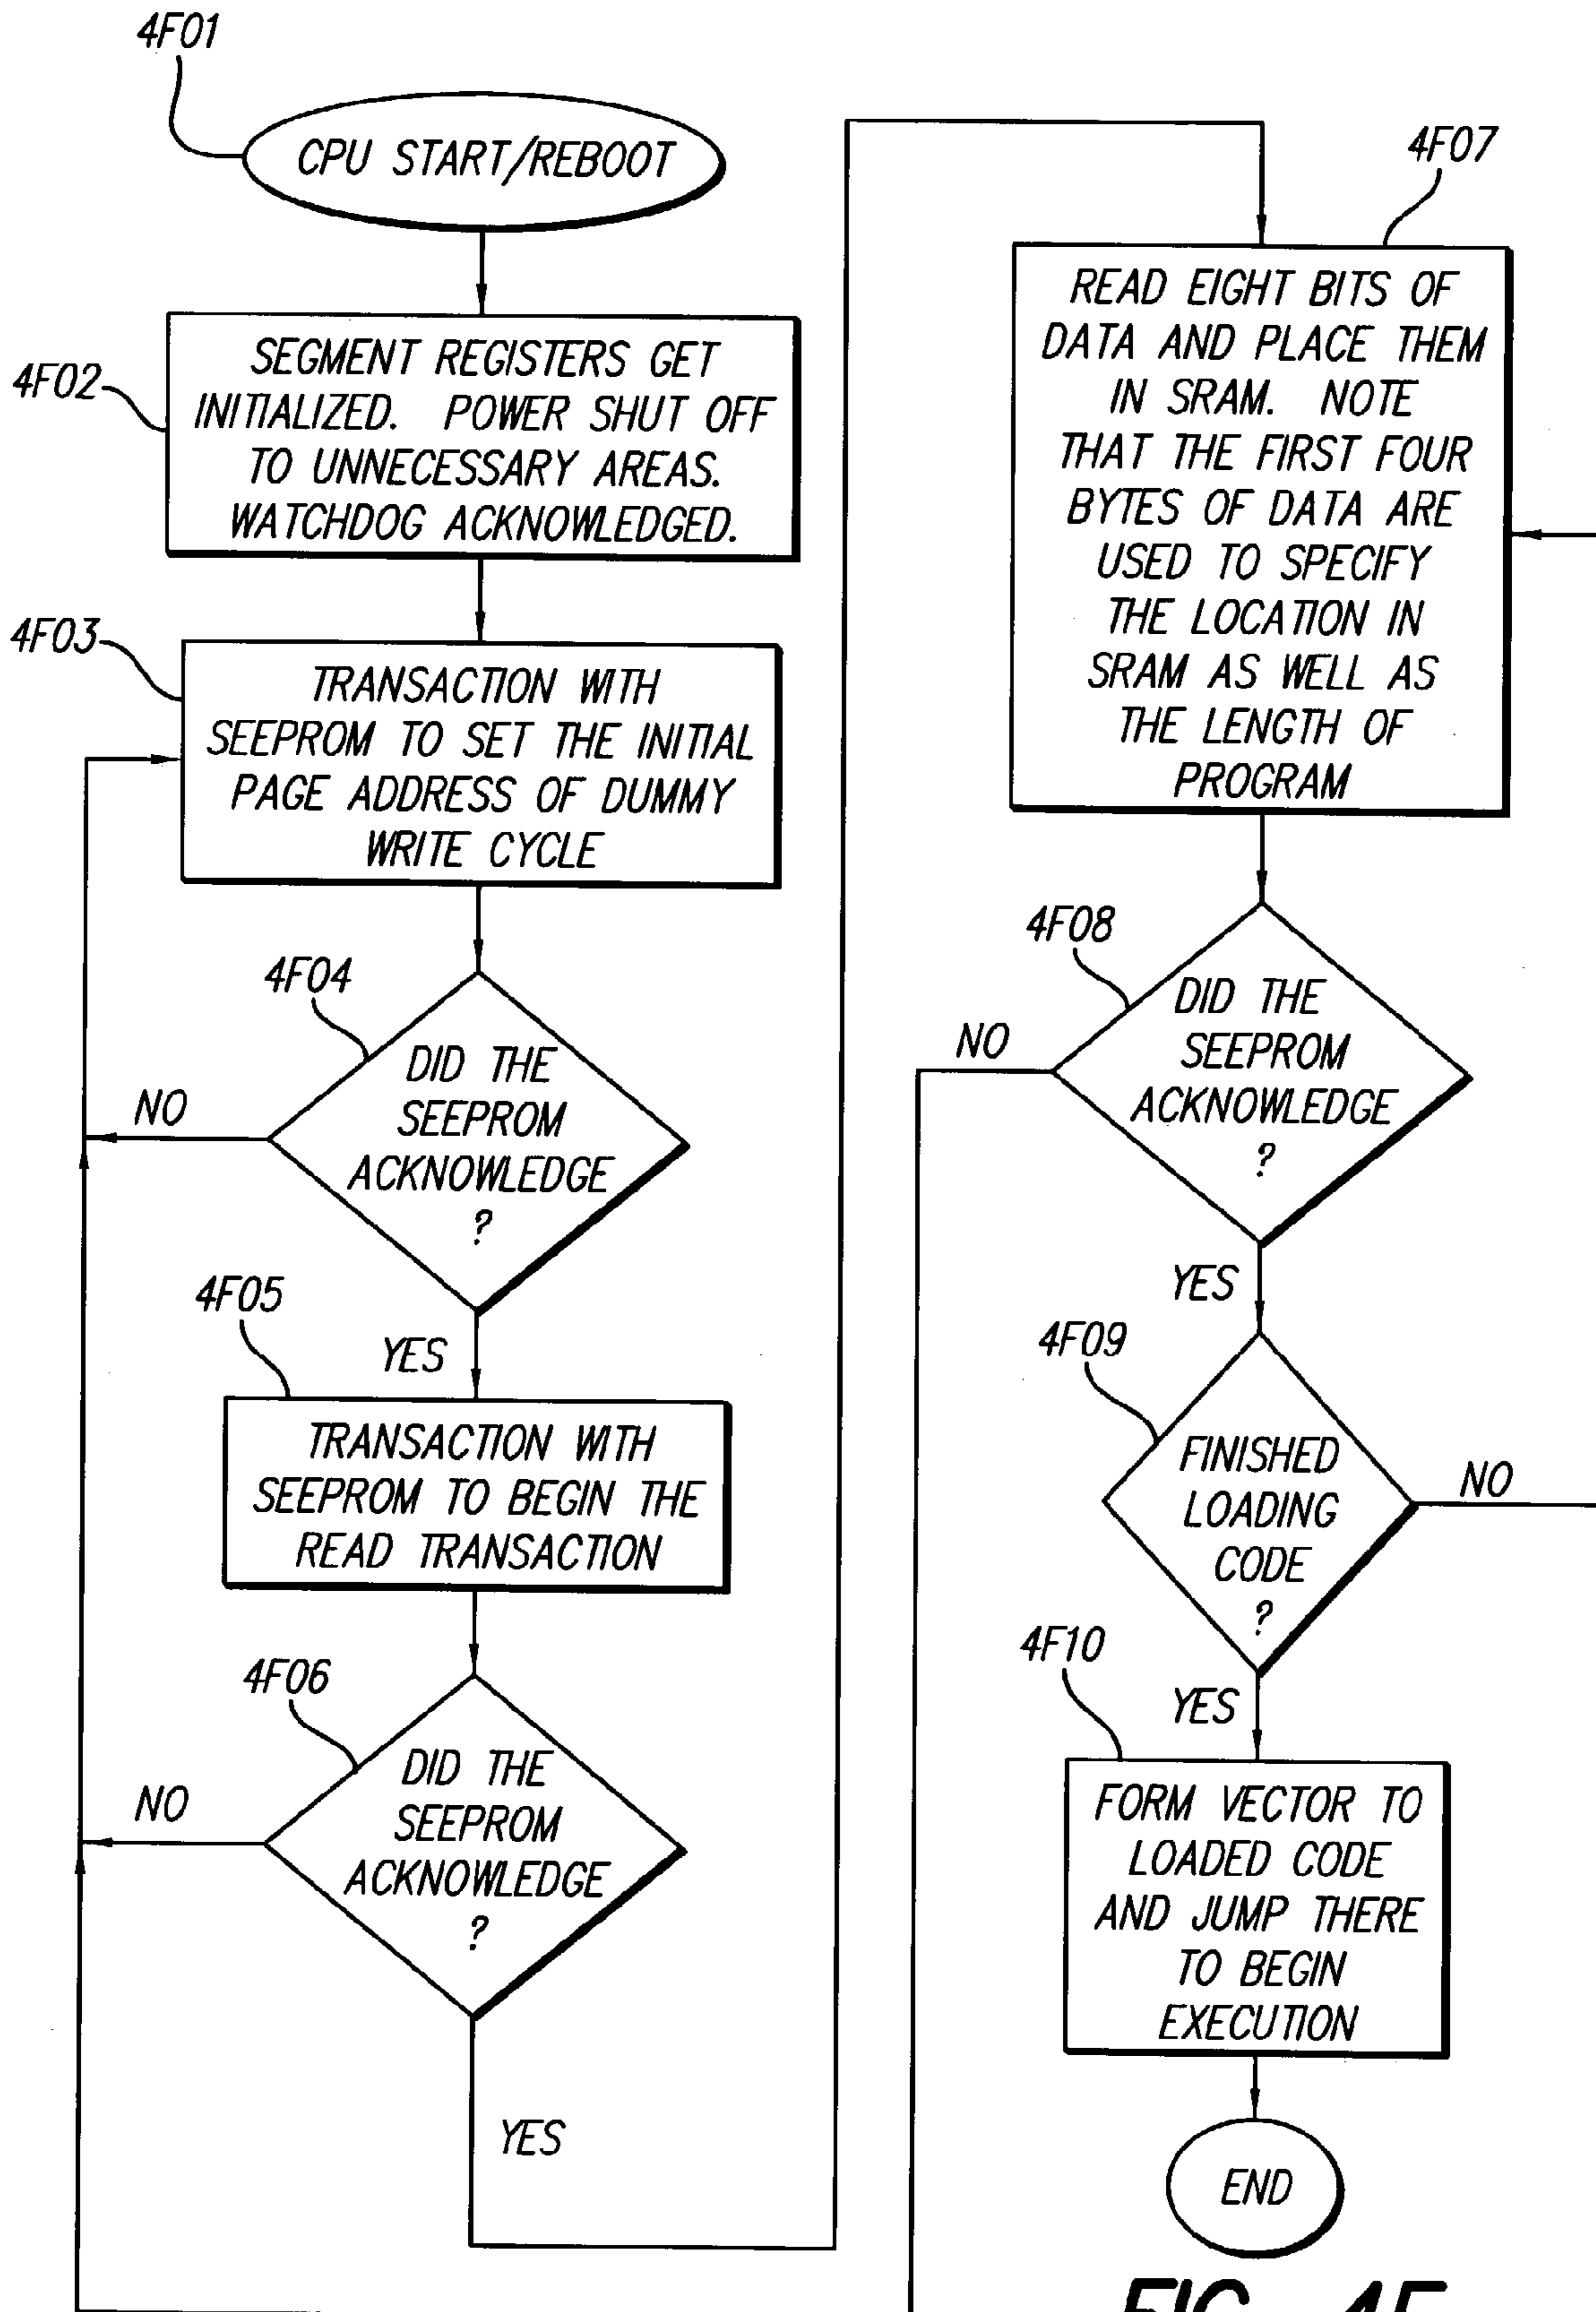 4F01
CPU START/REBOOT
4F02
SEGMENT REGISTERS GET
INITIALIZED. POWER SHUT OFF
TO UNNECESSARY AREAS.
WATCHDOG ACKNOWLEDGED.
4F03
TRANSACTION WITH
SEEPROM TO SET THE INITIAL
PAGE ADDRESS OF DUMMY
WRITE CYCLE
4F04
DID THE
SEEPROM
ACKNOWLEDGE
?
NO
YES
4F05
TRANSACTION WITH
SEEPROM TO BEGIN THE
READ TRANSACTION
4F06
DID THE
SEEPROM
ACKNOWLEDGE
?
NO
YES
4F07
READ EIGHT BITS OF
DATA AND PLACE THEM
IN SRAM. NOTE
THAT THE FIRST FOUR
BYTES OF DATA ARE
USED TO SPECIFY
THE LOCATION IN
SRAM AS WELL AS
THE LENGTH OF
PROGRAM
4F08
DID THE
SEEPROM
ACKNOWLEDGE
?
NO
YES
4F09
FINISHED
LOADING
CODE
?
NO
YES
4F10
FORM VECTOR TO
LOADED CODE
AND JUMP THERE
TO BEGIN
EXECUTION
END
FIG. 4F